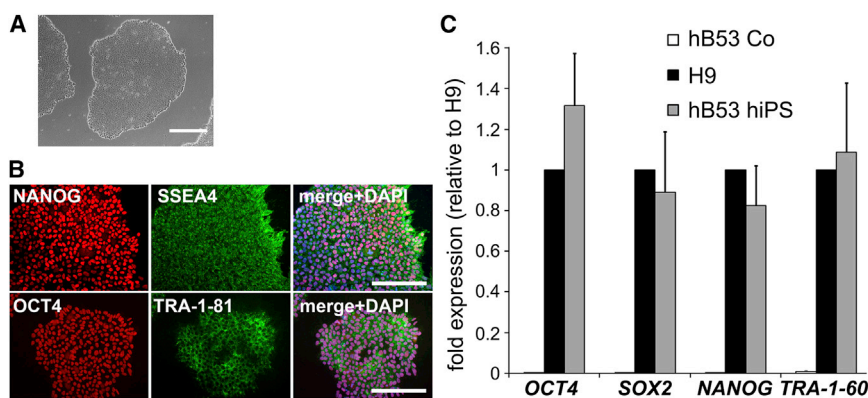 A
B
NANOG SSEA4 merge+DAPI
OCT4 TRA-1-81 merge+DAPI
C
fold expression (relative to H9)
1.6
1.4
1.2
1
0.8
0.6
0.4
0.2
0
hB53 Co
H9
hB53 hiPS
OCT4 SOX2 NANOG TRA-1-60